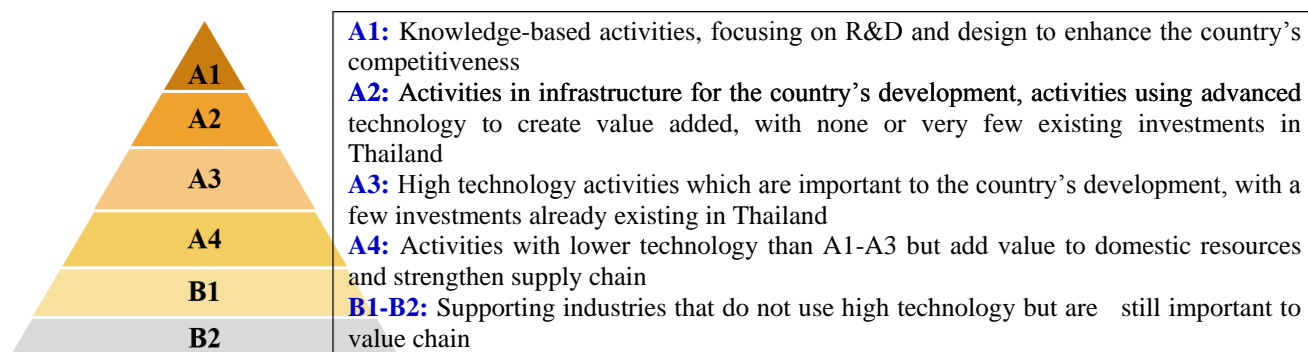 A1
A2
A3
A4
B1
B2
A1: Knowledge-based activities, focusing on R&D and design to enhance the country’s
competitiveness
A2: Activities in infrastructure for the country’s development, activities using advanced
technology to create value added, with none or very few existing investments in
Thailand
A3: High technology activities which are important to the country’s development, with a
few investments already existing in Thailand
A4: Activities with lower technology than A1-A3 but add value to domestic resources
and strengthen supply chain
B1-B2: Supporting industries that do not use high technology but are still important to
value chain